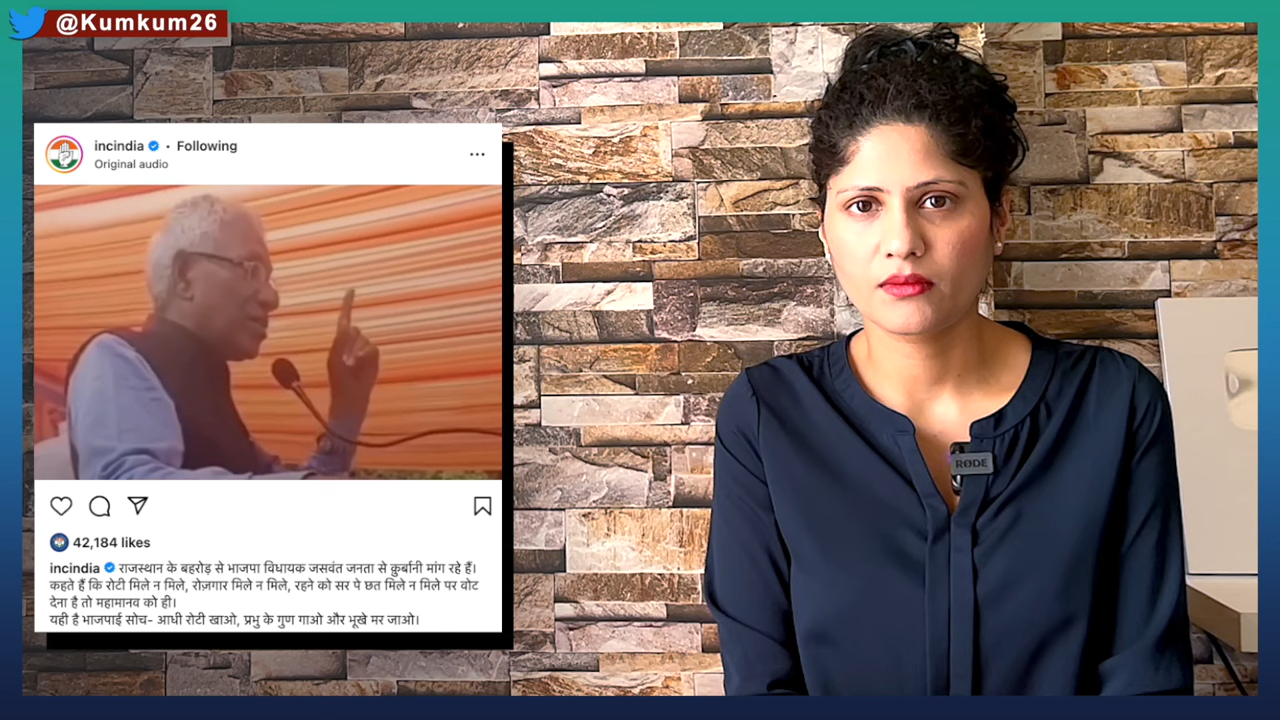 @Kumkum26
incindia • Following
Original audio
RØDE
42,184 likes
incindia राजस्थान के बहरोड़ से भाजपा विधायक जसवंत जनता से क़ुर्बानी मांग रहे हैं।
कहते हैं कि रोटी मिले न मिले, रोज़गार मिले न मिले, रहने को सर पे छत मिले न मिले पर वोट
देना है तो महामानव को ही।
यही है भाजपाई सोच- आधी रोटी खाओ, प्रभु के गुण गाओ और भूखे मर जाओ।